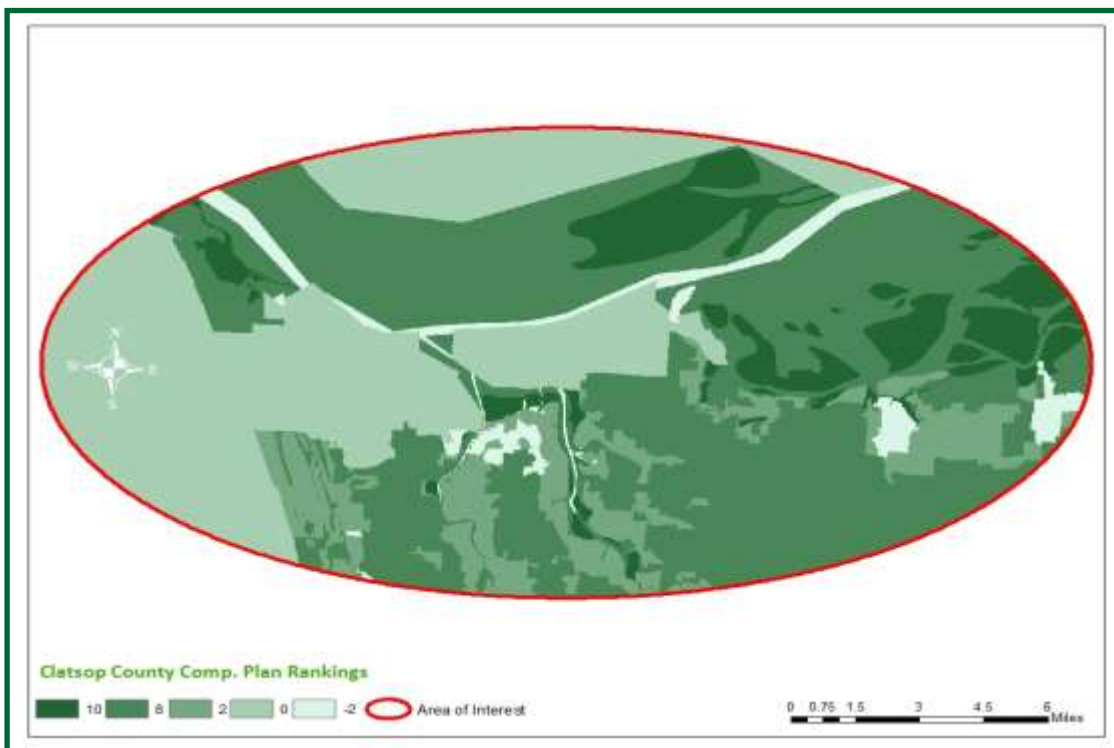 N
W E
S
Clatsop County Comp. Plan Rankings
10 8 2 0 -2 Area of Interest
0 0.75 1.5 3 4.5 6
Miles